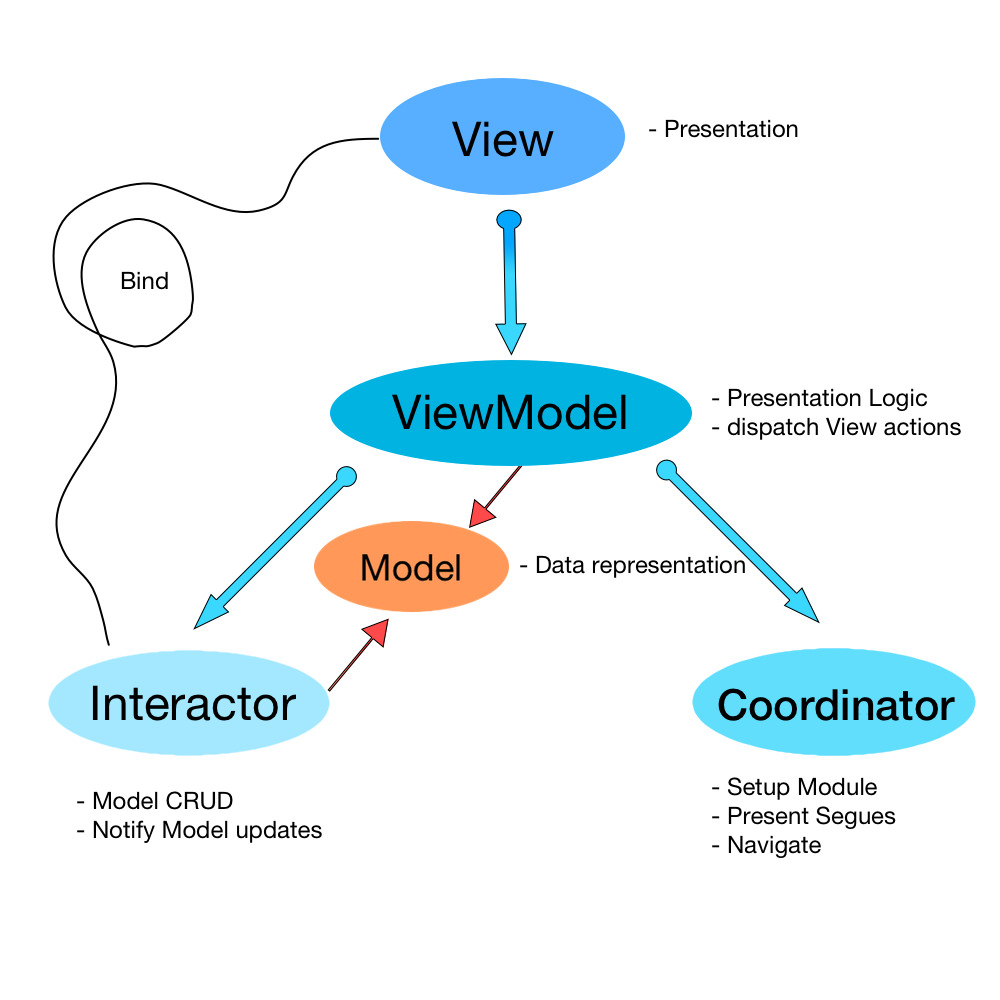 View
- Presentation
Bind
ViewModel
- Presentation Logic
- dispatch View actions
Model
- Data representation
Interactor
- Model CRUD
- Notify Model updates
Coordinator
- Setup Module
- Present Segues
- Navigate